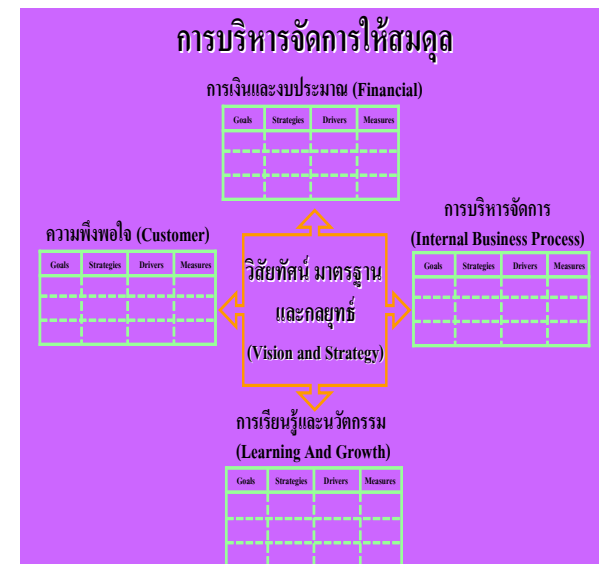 การบริหารจัดการให้สมดุล
การเงินและงบประมาณ (Financial)
Goals Strategies Drivers Measures
ความพึงพอใจ (Customer)
Goals Strategies Drivers Measures
วิสัยทัศน์ มาตรฐาน
และกลยุทธ์
(Vision and Strategy)
การบริหารจัดการ
(Internal Business Process)
Goals Strategies Drivers Measures
การเรียนรู้และนวัตกรรม
(Learning And Growth)
Goals Strategies Drivers Measures